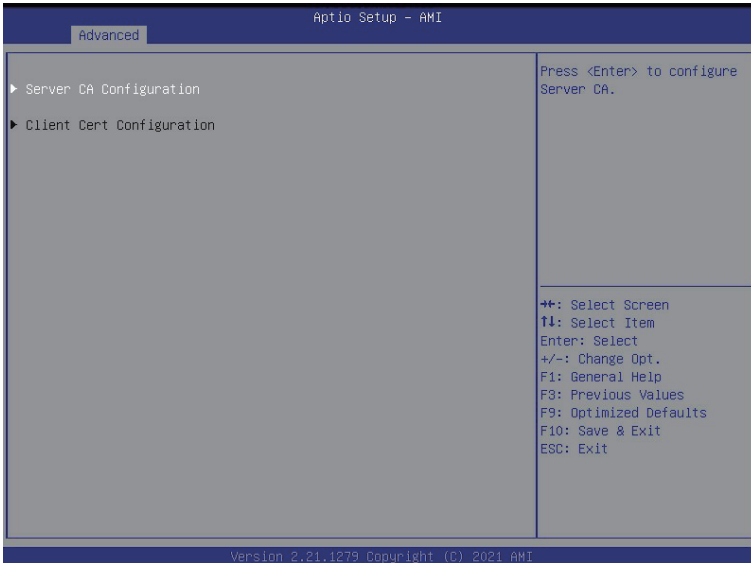 Aptio Setup – AMI
Advanced
▶ Server CA Configuration
▶ Client Cert Configuration
Press <Enter> to configure
Server CA.
→←: Select Screen
↑↓: Select Item
Enter: Select
+/-: Change Opt.
F1: General Help
F3: Previous Values
F9: Optimized Defaults
F10: Save & Exit
ESC: Exit
Version 2.21.1279 Copyright (C) 2021 AMI